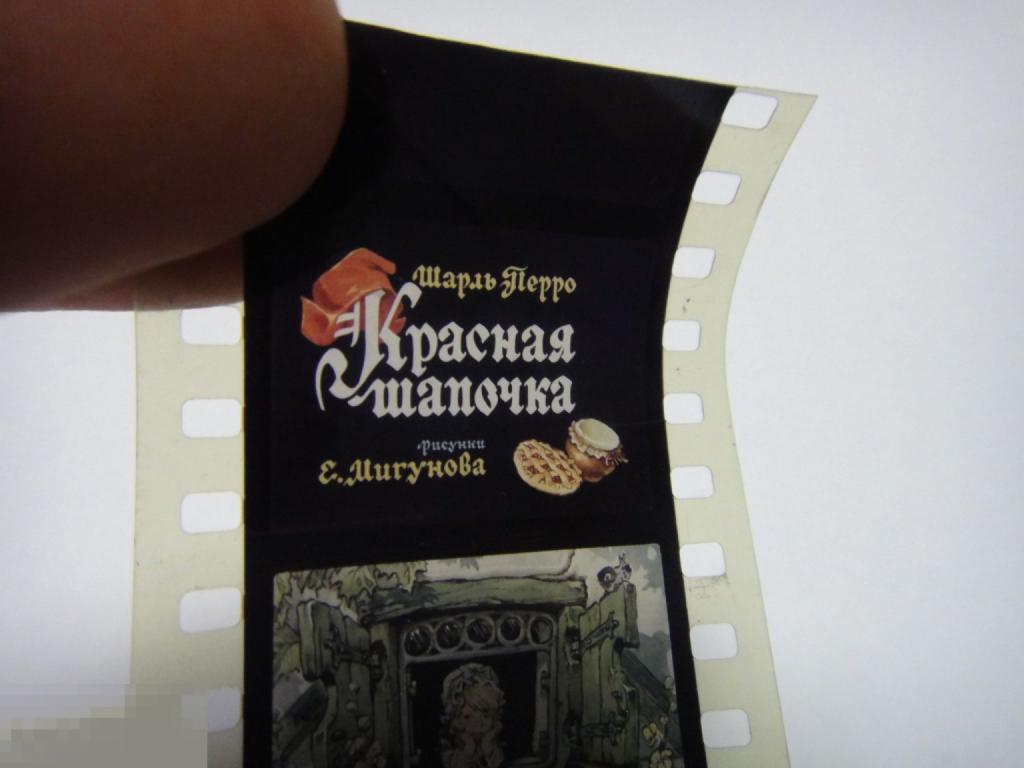 Шарль Перро
Красная
шапочка
рисунки
Е. Мигунова